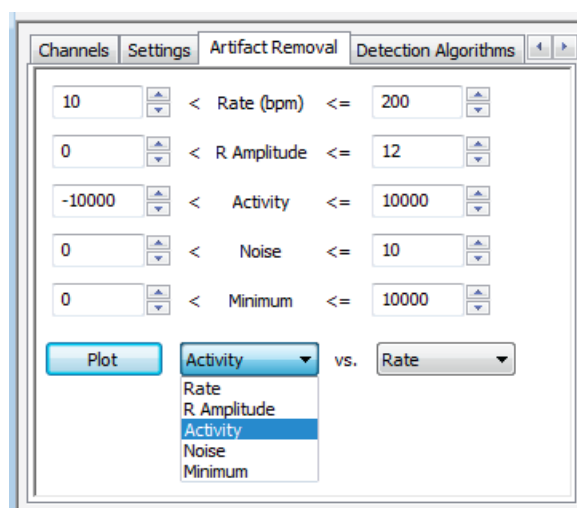 Channels Settings Artifact Removal Detection Algorithms
10 < Rate (bpm) <= 200
0 < R Amplitude <= 12
-10000 < Activity <= 10000
0 < Noise <= 10
0 < Minimum <= 10000
Plot Activity vs. Rate
Rate
R Amplitude
Activity
Noise
Minimum